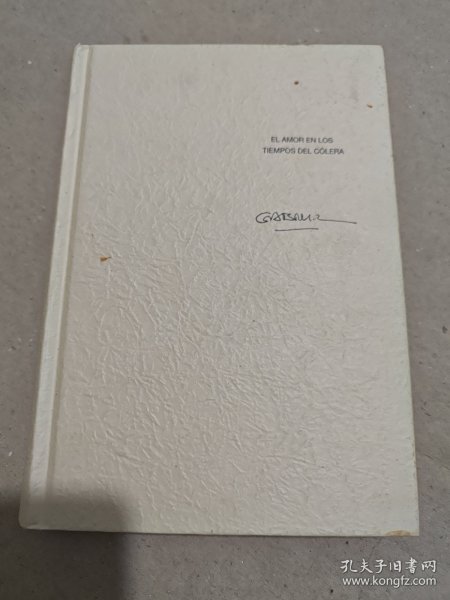 EL AMOR EN LOS
TIEMPOS DEL CÓLERA
孔夫子旧书网
www.kongfz.com